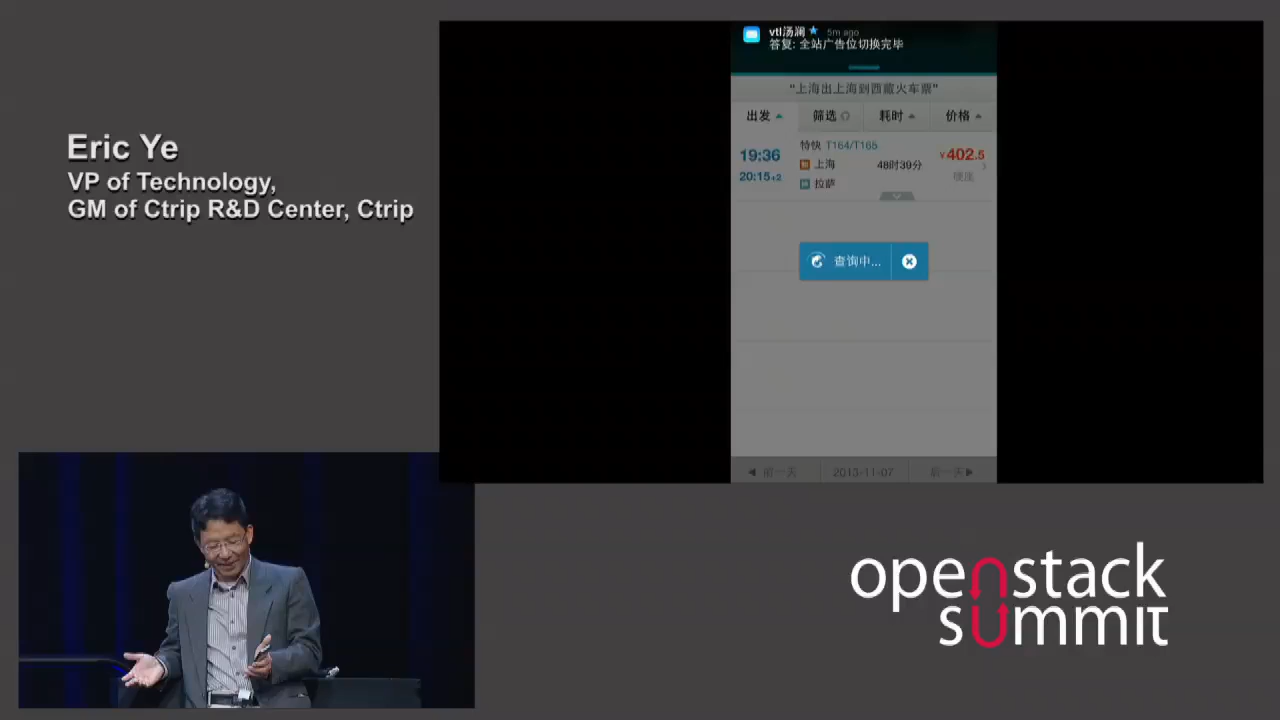 Eric Ye
VP of Technology,
GM of Ctrip R&D Center, Ctrip
vtl汤澜 5m ago
答复: 全站广告位切换完毕
“上海出上海到西藏火车票”
出发 筛选 耗时 价格
19:36 特快 T164/T165 ¥402.5
上海 48时39分
20:15+2 拉萨 硬座
查询中...
前一天 2013-11-07 后一天
openstack
summit